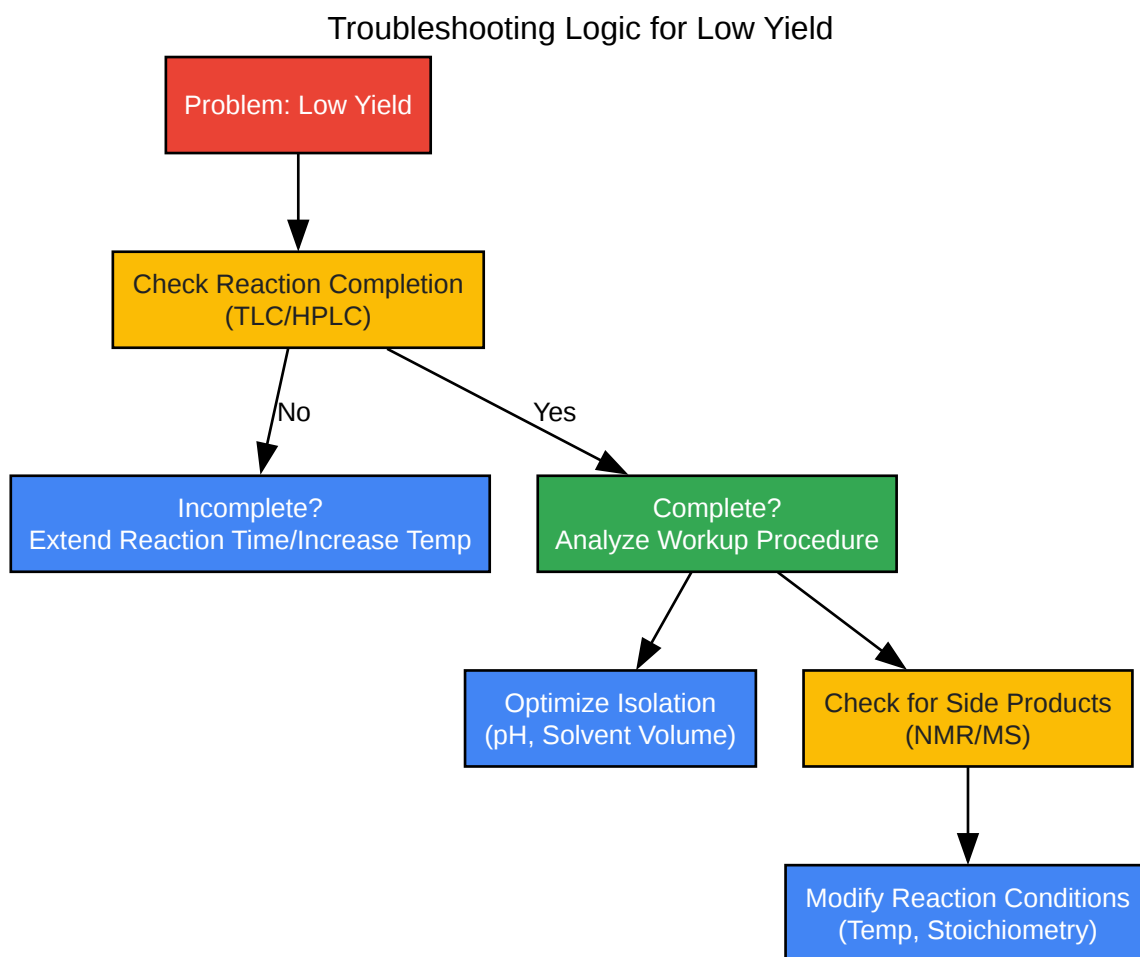 Troubleshooting Logic for Low Yield
Problem: Low Yield
Check Reaction Completion
(TLC/HPLC)
No
Yes
Incomplete?
Extend Reaction Time/Increase Temp
Complete?
Analyze Workup Procedure
Optimize Isolation
(pH, Solvent Volume)
Check for Side Products
(NMR/MS)
Modify Reaction Conditions
(Temp, Stoichiometry)